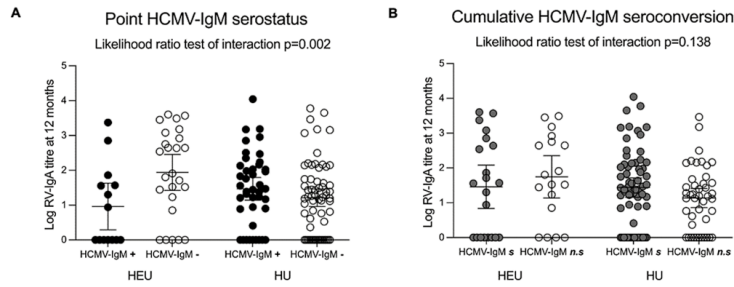 A
Point HCMV-IgM serostatus
Likelihood ratio test of interaction p=0.002
Log RV-IgA titre at 12 months
5
4
3
2
1
0
HCMV-IgM + HCMV-IgM - HCMV-IgM + HCMV-IgM -
HEU HU
B
Cumulative HCMV-IgM seroconversion
Likelihood ratio test of interaction p=0.138
Log RV-IgA titre at 12 months
5
4
3
2
1
0
HCMV-IgM s HCMV-IgM n.s HCMV-IgM s HCMV-IgM n.s
HEU HU